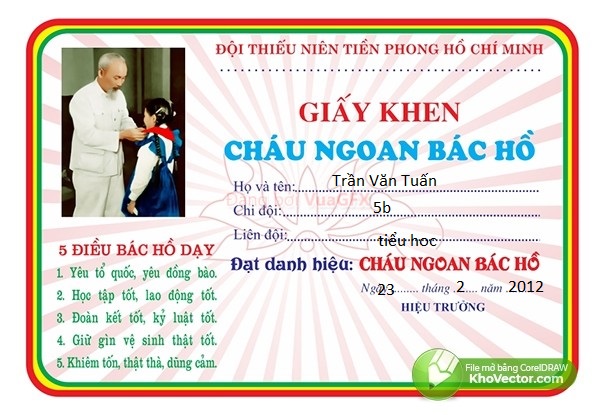 ĐỘI THIẾU NIÊN TIỀN PHONG HỒ CHÍ MINH
GIẤY KHEN
CHÁU NGOAN BÁC HỒ
Họ và tên: Trần Văn Tuấn
Đăng bởi VuaGFX
Chi đội: 5b
Liên đội: tiểu học
Đạt danh hiệu: CHÁU NGOAN BÁC HỒ
Ngày 23 tháng 2 năm 2012
HIỆU TRƯỞNG
5 ĐIỀU BÁC HỒ DẠY
1. Yêu tổ quốc, yêu đồng bào.
2. Học tập tốt, lao động tốt.
3. Đoàn kết tốt, kỷ luật tốt.
4. Giữ gìn vệ sinh thật tốt.
5. Khiêm tốn, thật thà, dũng cảm.
File mở bằng CorelDRAW
KhoVector.com